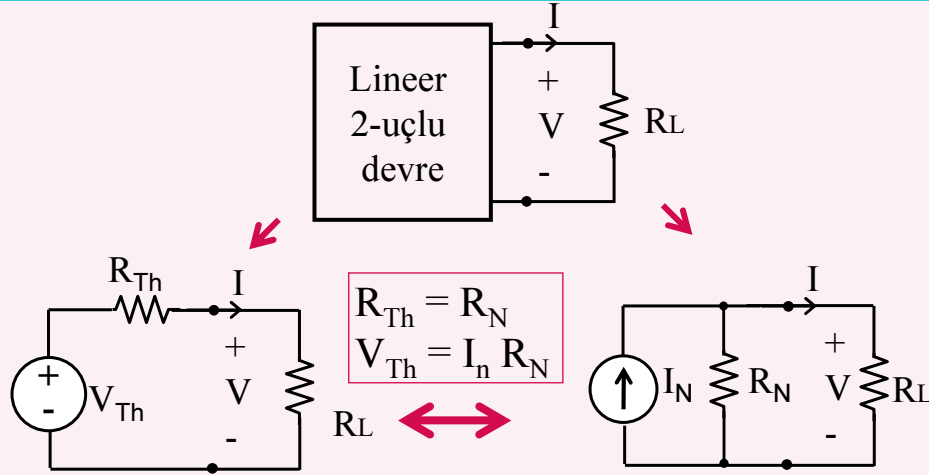 I
Lineer
2-uçlu
devre
+
V
-
RL
RTh
I
+
-
VTh
+
V
-
RL
RTh = RN
VTh = In RN
I
IN
RN
+
V
-
RL